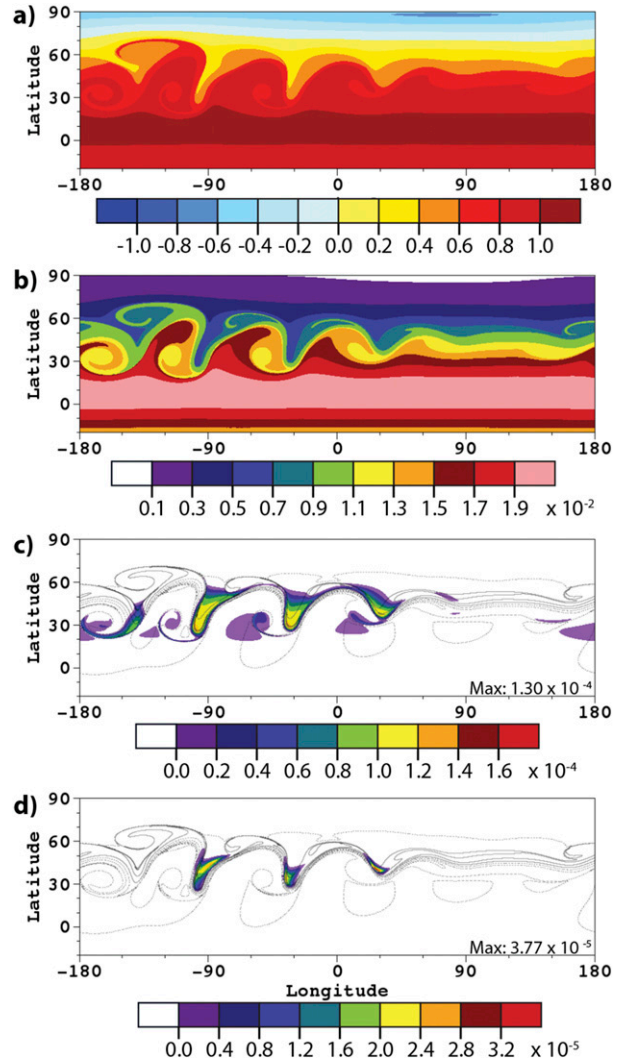 a)
90
60
30
0
Latitude
-180 -90 0 90 180
-1.0 -0.8 -0.6 -0.4 -0.2 0.0 0.2 0.4 0.6 0.8 1.0
b)
90
60
30
0
Latitude
-180 -90 0 90 180
0.1 0.3 0.5 0.7 0.9 1.1 1.3 1.5 1.7 1.9 x 10-2
c)
90
60
30
0
Latitude
Max: 1.30 x 10-4
-180 -90 0 90 180
0.0 0.2 0.4 0.6 0.8 1.0 1.2 1.4 1.6 x 10-4
d)
90
60
30
0
Latitude
Max: 3.77 x 10-5
-180 -90 0 90 180
Longitude
0.0 0.4 0.8 1.2 1.6 2.0 2.4 2.8 3.2 x 10-5